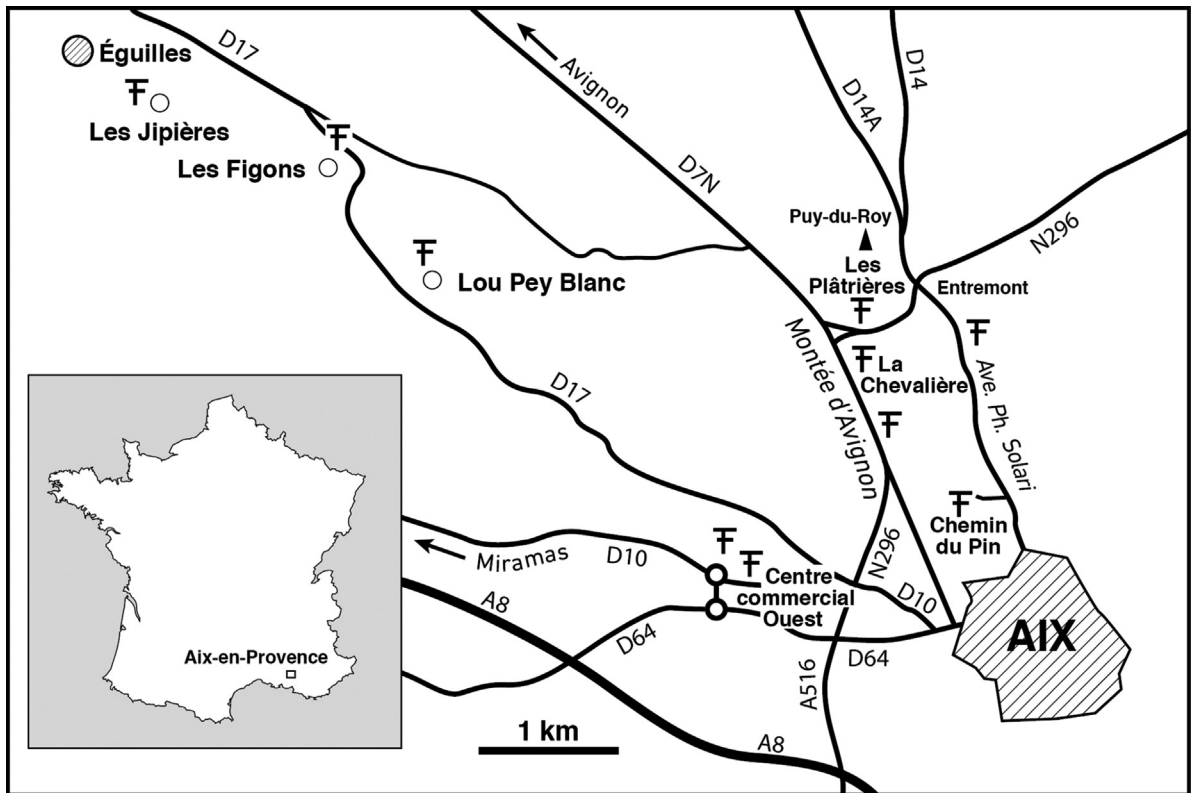 D17
Éguilles
Les Jipières
Les Figons
Avignon
D7N
D14A
D14
Puy-du-Roy
Les
Plâtrières
N296
Entremont
Lou Pey Blanc
Montée d'Avignon
La
Chevalière
Ave. Ph. Solari
D17
Chemin
du Pin
Miramas
D10
N296
Centre
commercial
Ouest
D10
A8
D64
D64
AIX
A516
A8
Aix-en-Provence
1 km